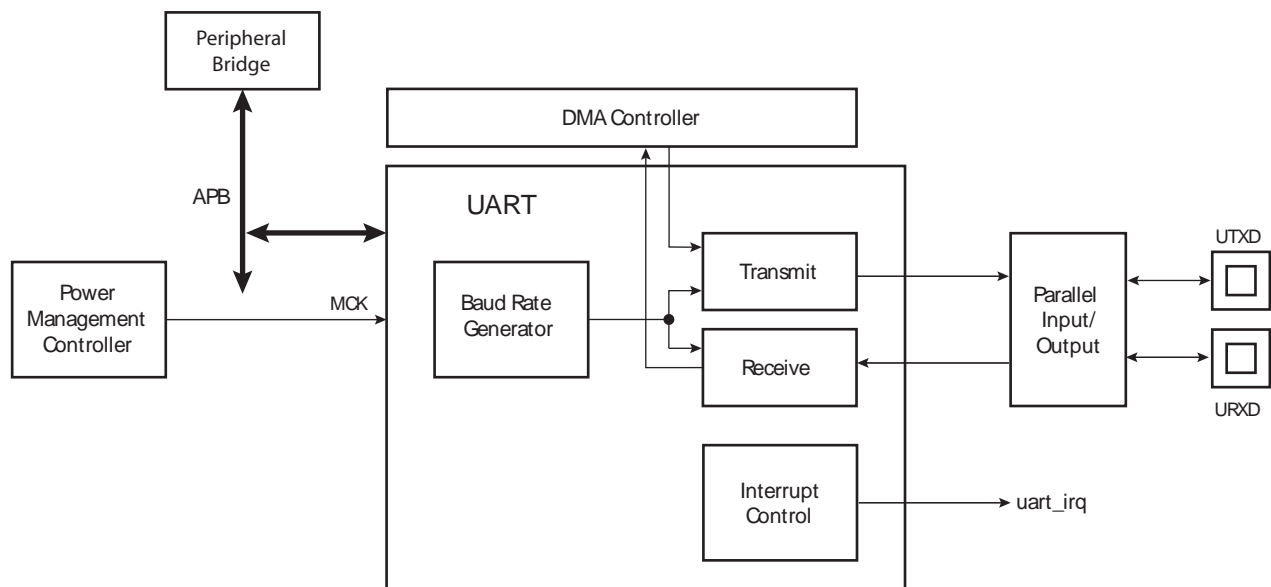 Peripheral
Bridge
DMA Controller
APB
UART
UTXD
Power
Management
Controller
MCK
Baud Rate
Generator
Transmit
Receive
Parallel
Input/
Output
URXD
Interrupt
Control
uart_irq